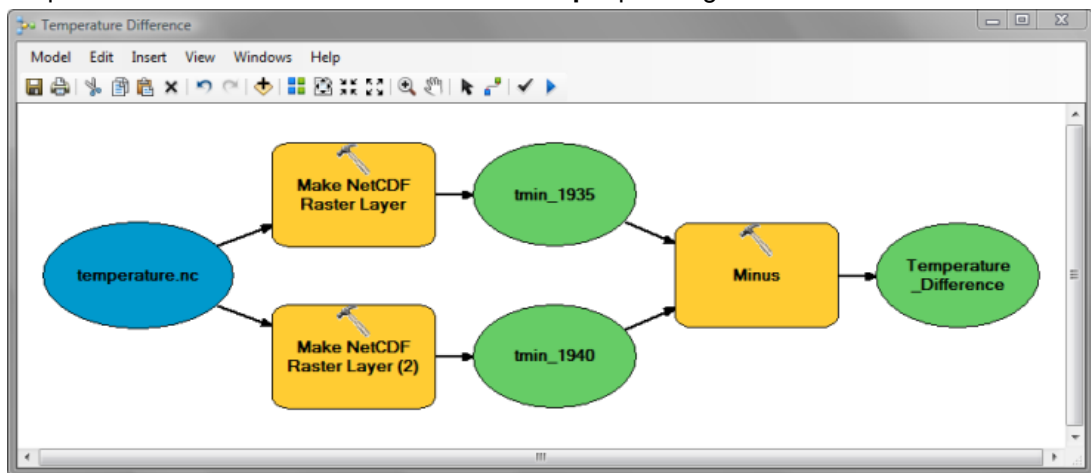 Temperature Difference
Model Edit Insert View Windows Help
Make NetCDF
Raster Layer
tmin_1935
temperature.nc
Minus
Temperature
_Difference
Make NetCDF
Raster Layer (2)
tmin_1940